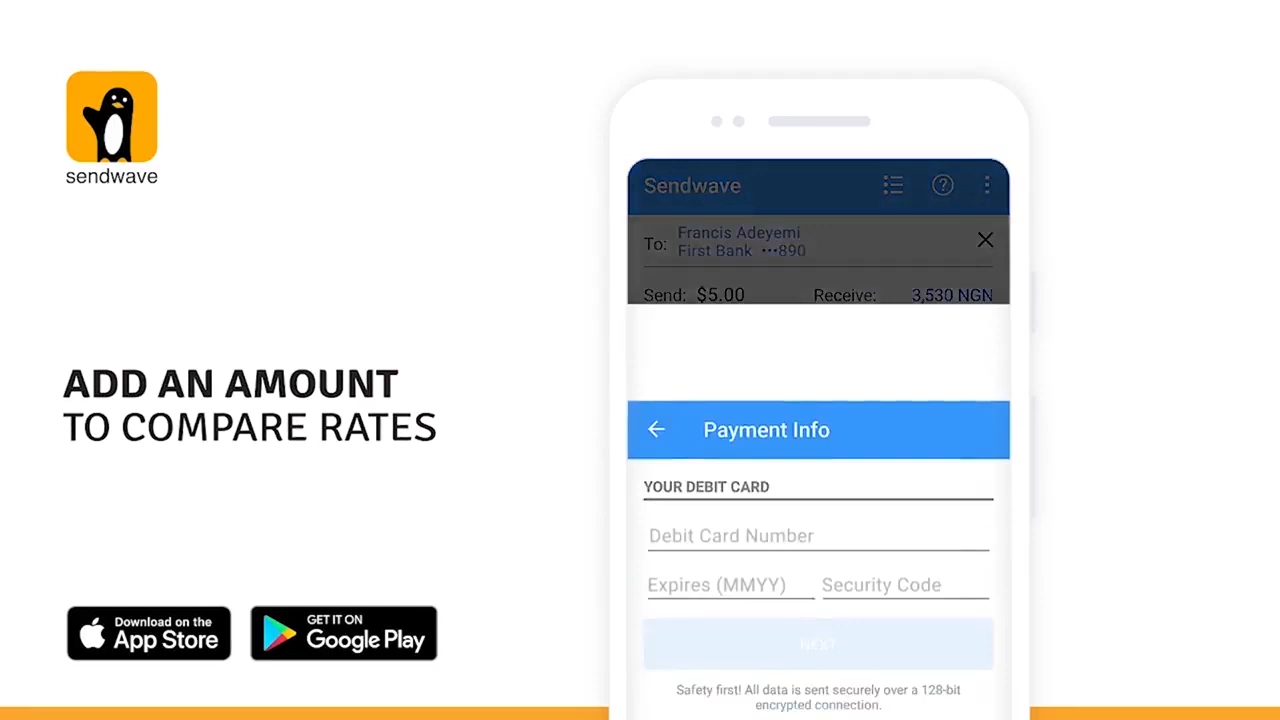 sendwave
ADD AN AMOUNT
TO COMPARE RATES
Download on the
App Store
GET IT ON
Google Play
Sendwave
To:
Francis Adeyemi
First Bank •••890
Send: $5.00 Receive: 3,530 NGN
Payment Info
YOUR DEBIT CARD
Debit Card Number
Expires (MMYY) Security Code
NEXT
Safety first! All data is sent securely over a 128-bit
encrypted connection.